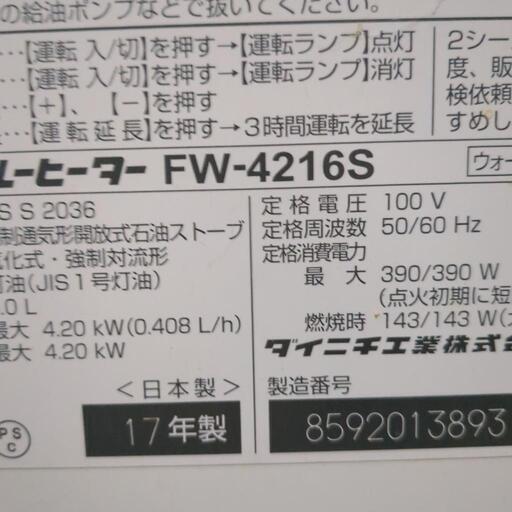 の給油ポンプなどで抜いてください。
…【運転 入/切】を押す→【運転ランプ】点灯
…【運転 入/切】を押す→【運転ランプ】消灯
…【+】、【−】を押す
…【運転延長】を押す→3時間運転を延長
2シー
度、販
検依頼
すめし
ルーヒーター FW-4216S
ウォー
S S 2036
制通気形開放式石油ストーブ
気化式・強制対流形
灯油(JIS1号灯油)
.0 L
最大 4.20 kW(0.408 L/h)
最大 4.20 kW
<日本製>
PS C
17年製
定格電圧 100 V
定格周波数 50/60 Hz
定格消費電力
最 大 390/390 W
(点火初期に短
燃焼時 143/143 W(
ダイニチ工業株式会
製造番号
8592013893